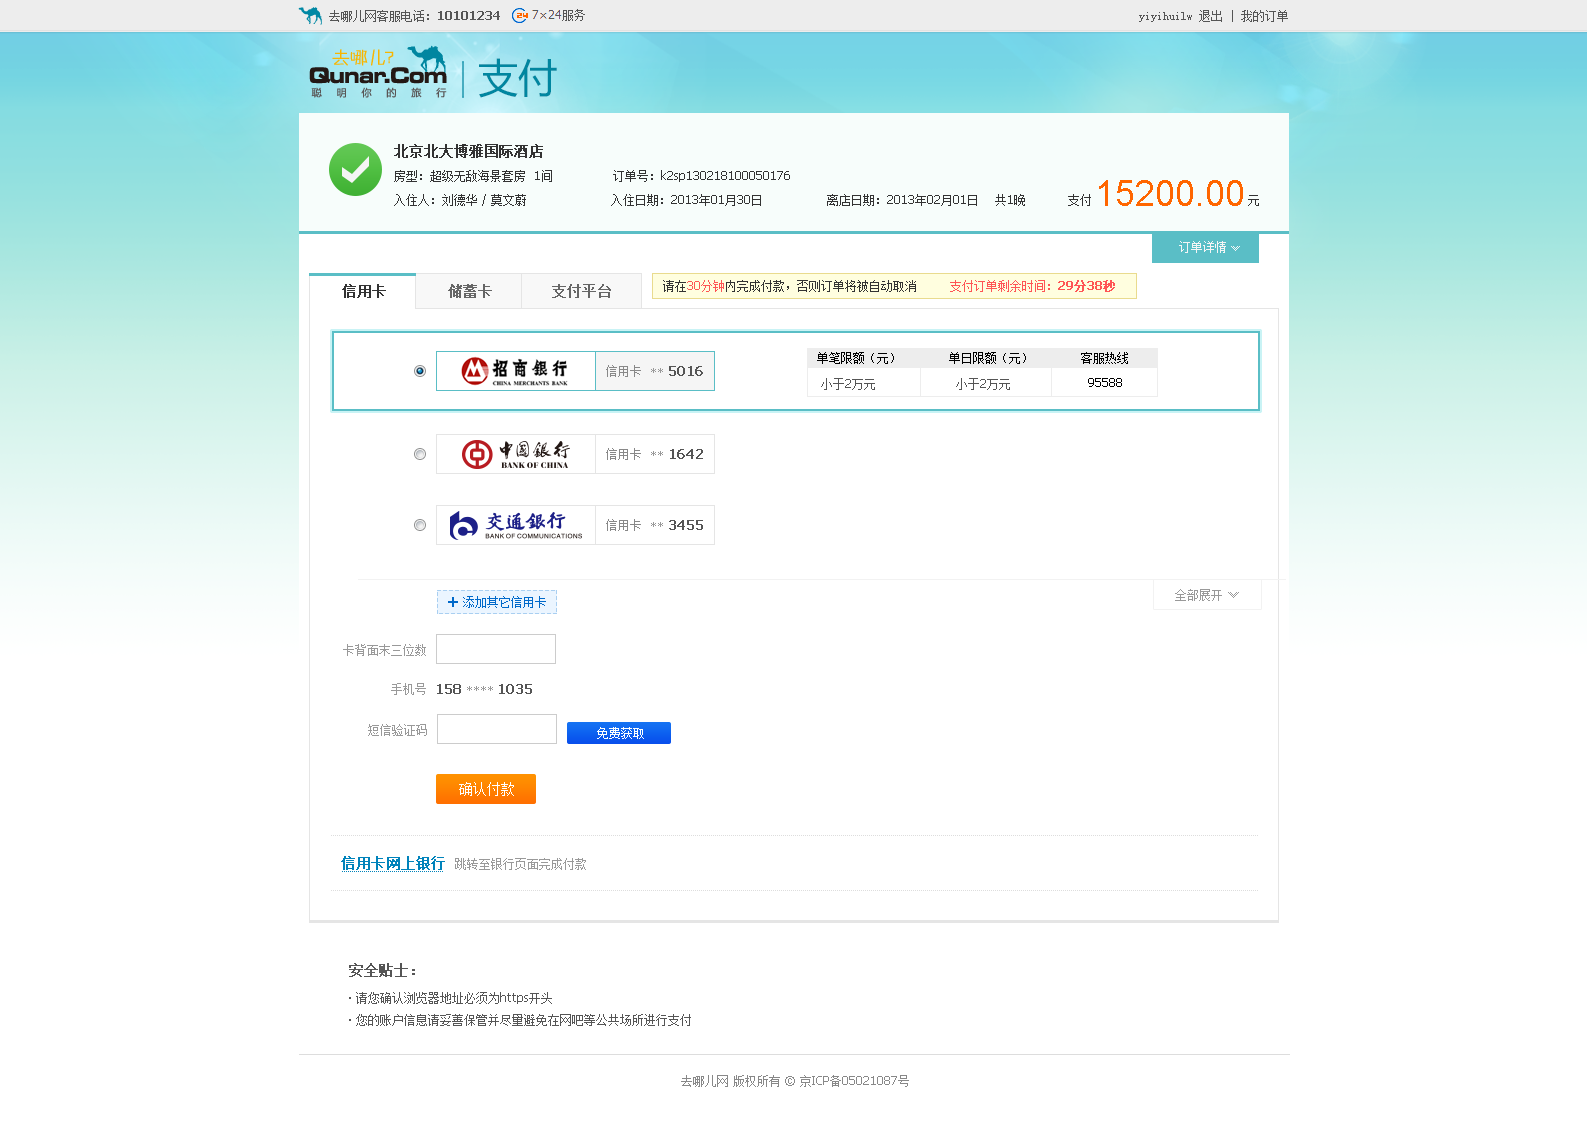 去哪儿网客服电话：10101234 24 7×24服务
yiyihuilw 退出 | 我的订单
去哪儿?
Qunar.Com
聪明你的旅行
支付
北京北大博雅国际酒店
房型：超级无敌海景套房 1间 订单号：k2sp130218100050176
入住人：刘德华 / 莫文蔚 入住日期：2013年01月30日 离店日期：2013年02月01日 共1晚 支付 15200.00 元
订单详情
信用卡 储蓄卡 支付平台
请在30分钟内完成付款，否则订单将被自动取消 支付订单剩余时间：29分38秒
招商银行
CHINA MERCHANTS BANK
信用卡 ** 5016
单笔限额（元） 单日限额（元） 客服热线
小于2万元 小于2万元 95588
中国银行
BANK OF CHINA
信用卡 ** 1642
交通银行
BANK OF COMMUNICATIONS
信用卡 ** 3455
+ 添加其它信用卡
全部展开
卡背面末三位数
手机号 158 **** 1035
短信验证码 免费获取
确认付款
信用卡网上银行 跳转至银行页面完成付款
安全贴士：
· 请您确认浏览器地址必须为https开头
· 您的账户信息请妥善保管并尽量避免在网吧等公共场所进行支付
去哪儿网 版权所有 © 京ICP备05021087号